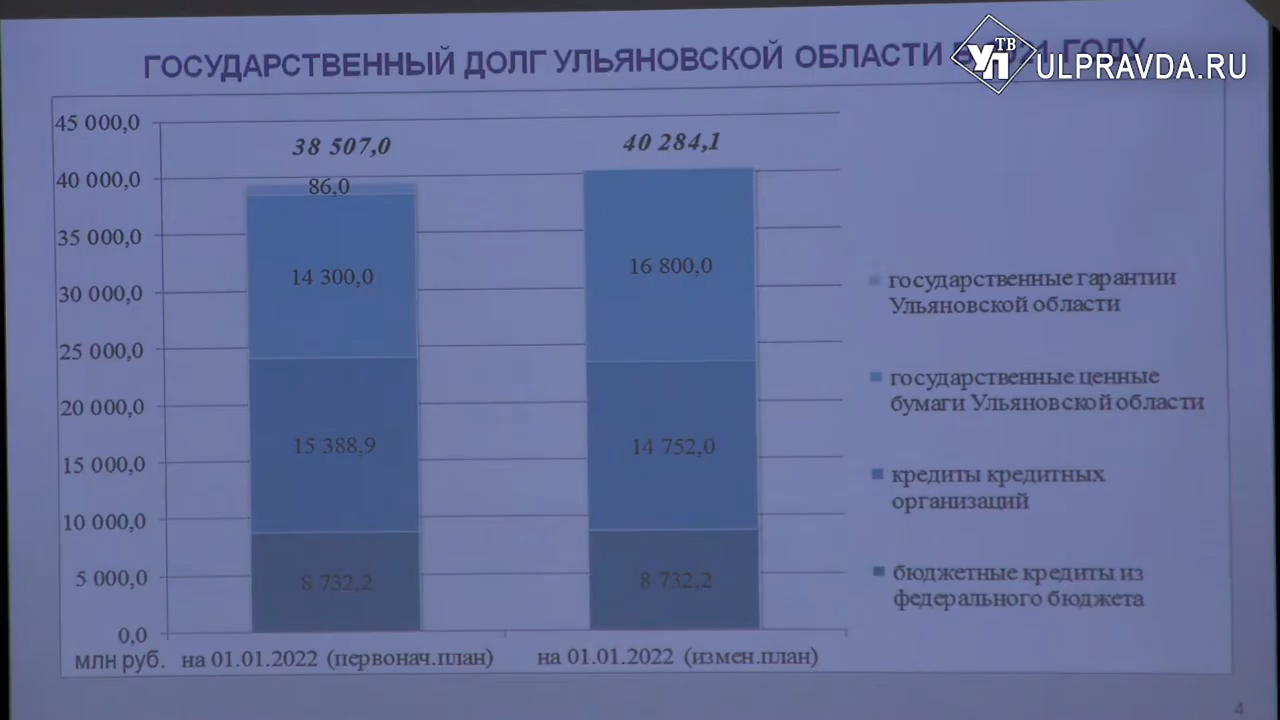 ГОСУДАРСТВЕННЫЙ ДОЛГ УЛЬЯНОВСКОЙ ОБЛАСТИ ГОДУ
УП ТВ ULPRAVDA.RU
45 000,0
40 000,0
35 000,0
30 000,0
25 000,0
20 000,0
15 000,0
10 000,0
5 000,0
0,0
млн руб.
38 507,0
86,0
14 300,0
15 388,9
8 732,2
на 01.01.2022 (первонач.план)
40 284,1
16 800,0
14 752,0
8 732,2
на 01.01.2022 (измен.план)
государственные гарантии
Ульяновской области
государственные ценные
бумаги Ульяновской области
кредиты кредитных
организаций
бюджетные кредиты из
федерального бюджета
4